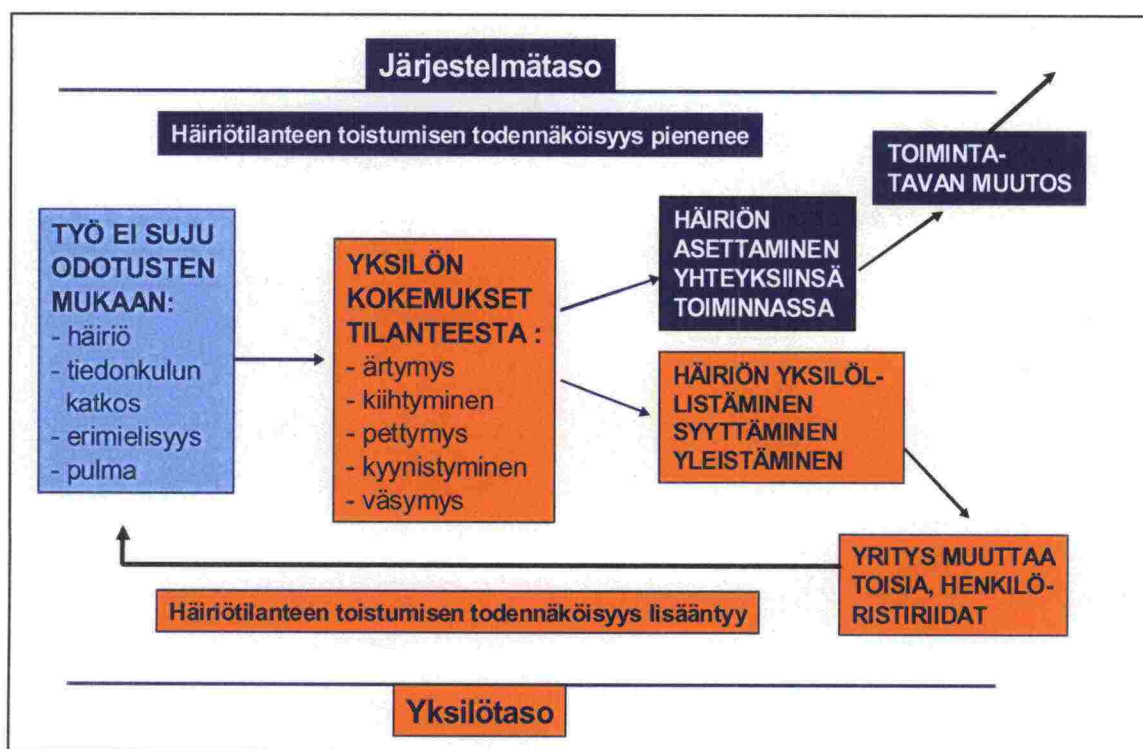 Järjestelmätaso
Häiriötilanteen toistumisen todennäköisyys pienenee
TOIMINTA-
TAVAN MUUTOS
TYÖ EI SUJU
ODOTUSTEN
MUKAAN:
- häiriö
- tiedonkulun
katkos
- erimielisyys
- pulma
YKSILÖN
KOKEMUKSET
TILANTEESTA :
- ärtymys
- kiihtyminen
- pettymys
- kyynistyminen
- väsymys
HÄIRIÖN
ASETTAMINEN
YHTEYKSIINSÄ
TOIMINNASSA
HÄIRIÖN YKSILÖL-
LISTÄMINEN
SYYTTÄMINEN
YLEISTÄMINEN
YRITYS MUUTTAA
TOISIA, HENKILÖ-
RISTIRIIDAT
Häiriötilanteen toistumisen todennäköisyys lisääntyy
Yksilötaso